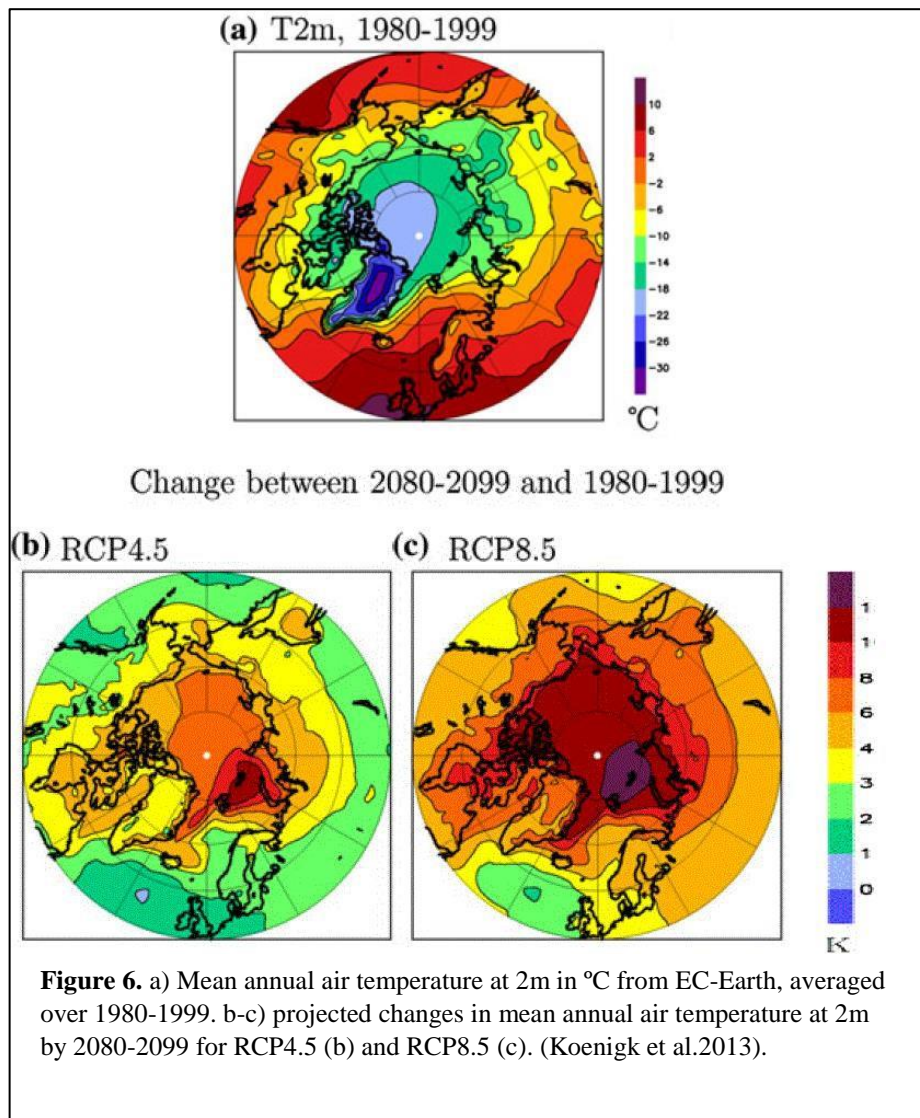 (a) T2m, 1980-1999
10
6
2
−2
−6
−10
−14
−18
−22
−26
−30
°C
Change between 2080-2099 and 1980-1999
(b) RCP4.5
(c) RCP8.5
1
1
8
6
4
3
2
1
0
K
Figure 6. a) Mean annual air temperature at 2m in ºC from EC-Earth, averaged
over 1980-1999. b-c) projected changes in mean annual air temperature at 2m
by 2080-2099 for RCP4.5 (b) and RCP8.5 (c). (Koenigk et al.2013).